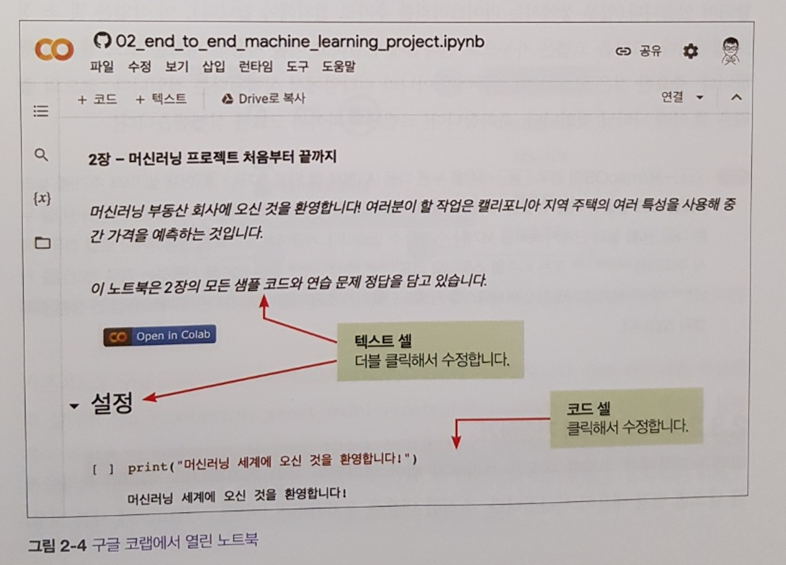 CO
02_end_to_end_machine_learning_project.ipynb
공유
파일 수정 보기 삽입 런타임 도구 도움말
+ 코드 + 텍스트 Drive로 복사
연결
2장 – 머신러닝 프로젝트 처음부터 끝까지
{x}
머신러닝 부동산 회사에 오신 것을 환영합니다! 여러분이 할 작업은 캘리포니아 지역 주택의 여러 특성을 사용해 중
간 가격을 예측하는 것입니다.
이 노트북은 2장의 모든 샘플 코드와 연습 문제 정답을 담고 있습니다.
CO Open in Colab
텍스트 셀
더블 클릭해서 수정합니다.
설정
코드 셀
클릭해서 수정합니다.
[ ] print("머신러닝 세계에 오신 것을 환영합니다!")
머신러닝 세계에 오신 것을 환영합니다!
그림 2-4 구글 코랩에서 열린 노트북